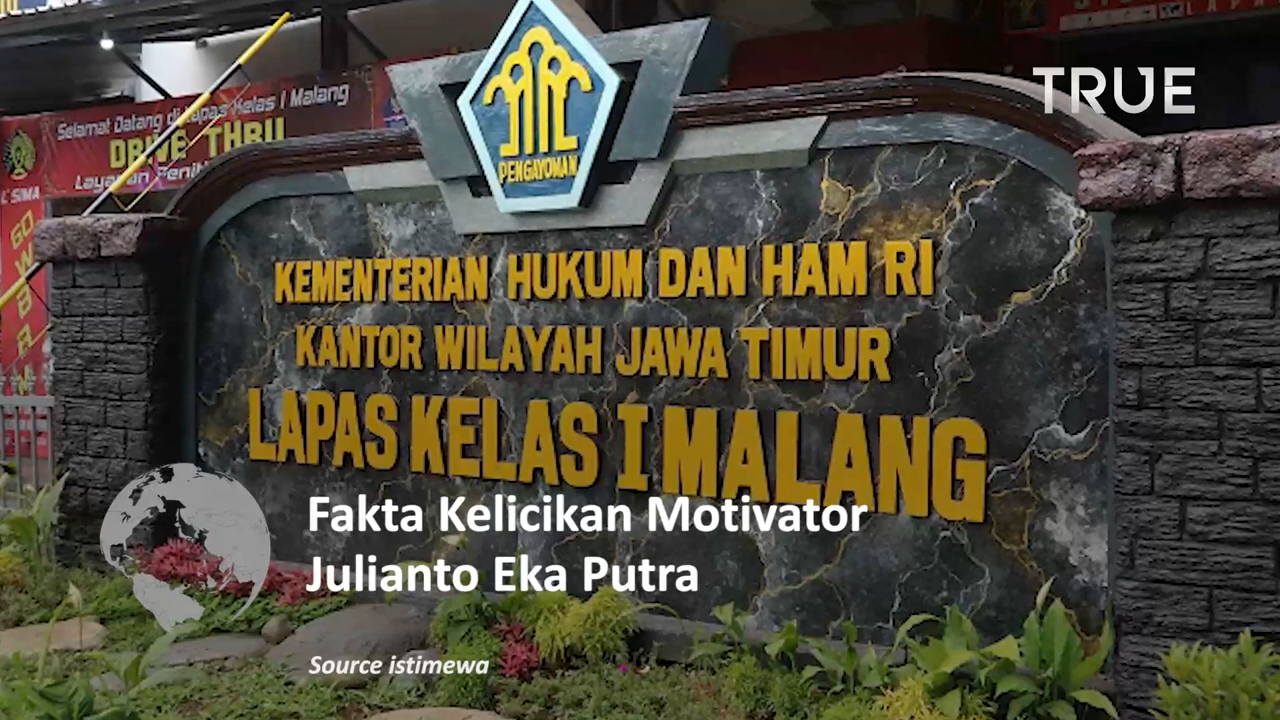 TRUE
Selamat Datang di Lapas Kelas I Malang
DRIVE THRU
Layanan
PENGAYOMAN
KEMENTERIAN HUKUM DAN HAM RI
KANTOR WILAYAH JAWA TIMUR
LAPAS KELAS I MALANG
Fakta Kelicikan Motivator
Julianto Eka Putra
Source istimewa